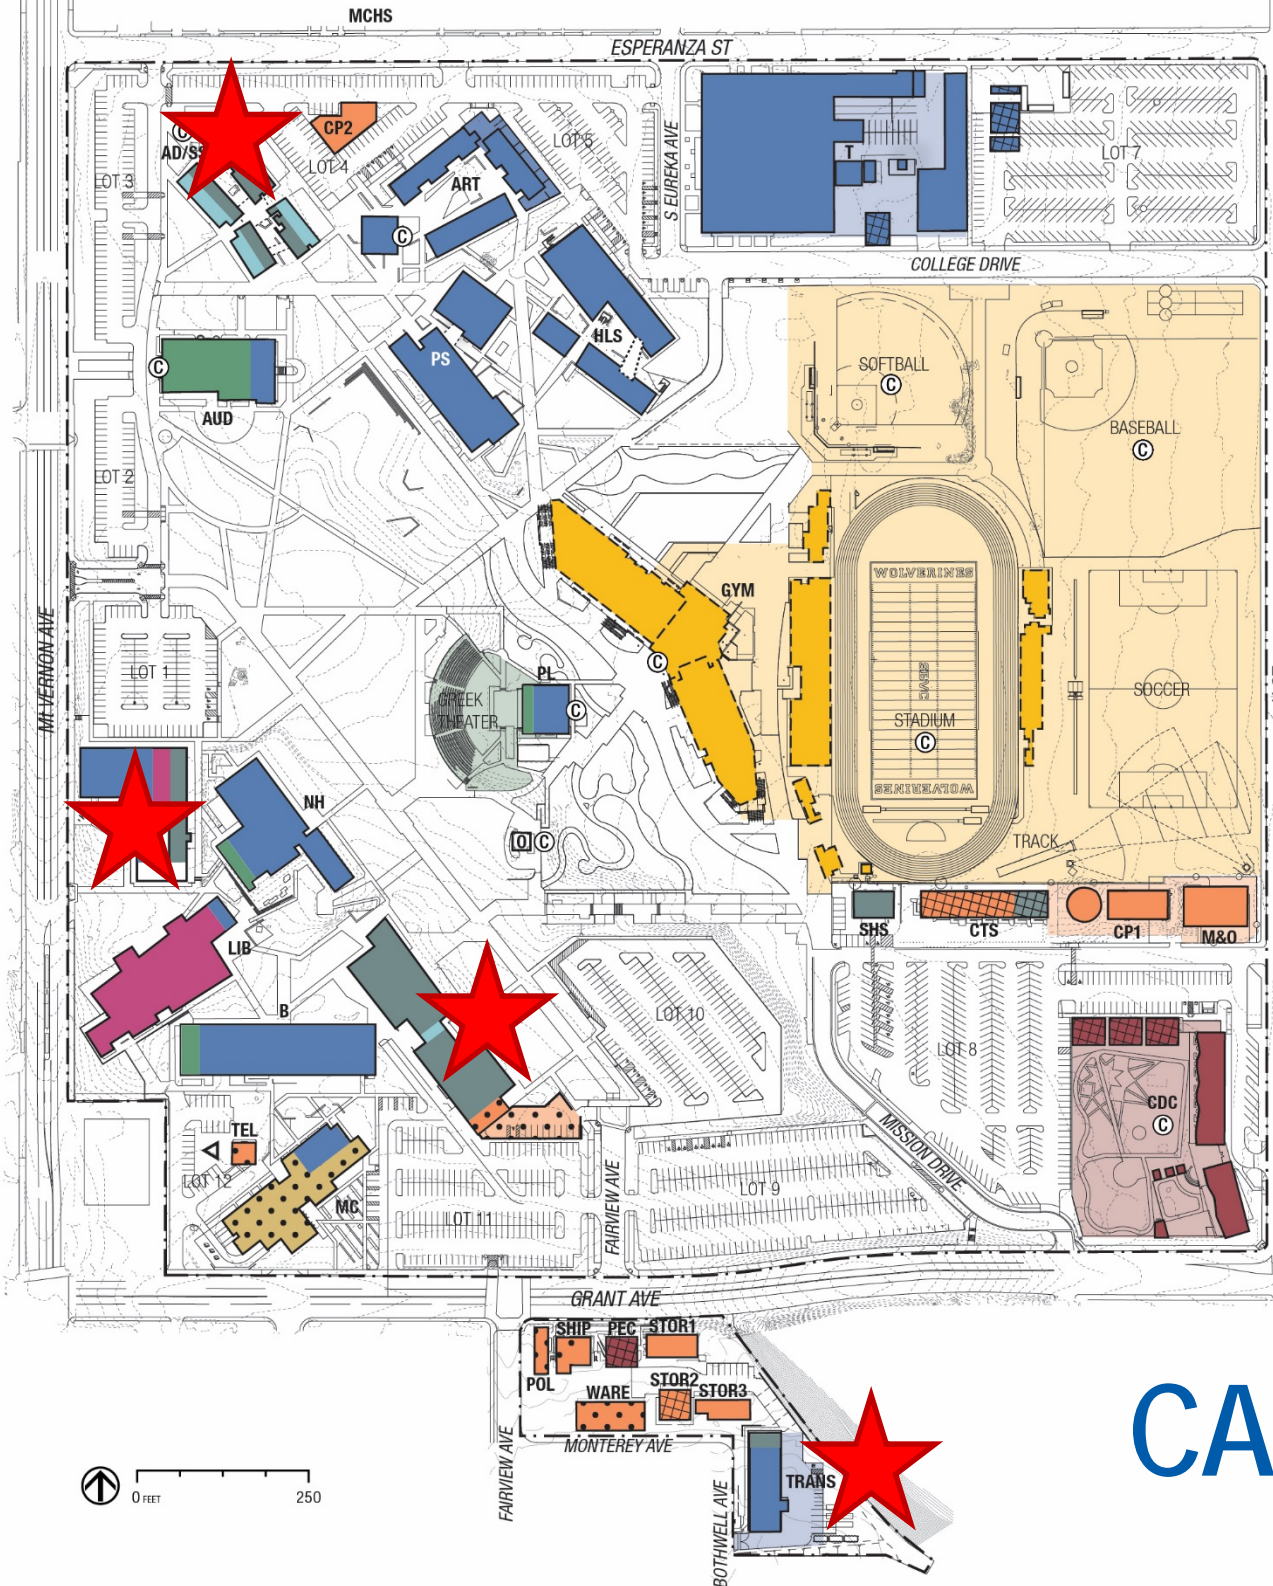 MCHS
ESPERANZA ST
C
AD/SS
CP2
LOT 4
LOT 5
LOT 3
ART
C
S EUREKA AVE
T
LOT 7
COLLEGE DRIVE
HLS
PS
C
AUD
SOFTBALL
C
BASEBALL
C
LOT 2
WOLVERINES
GYM
C
MT VERNON AVE
LOT 1
PL
C
GREEK
THEATER
SBVC
STADIUM
C
SOCCER
WOLVERINES
NH
O C
TRACK
LIB
SHS
CTS
CP1
M&O
B
LOT 10
LOT 8
CDC
C
MISSION DRIVE
TEL
LOT 12
MC
LOT 11
FAIRVIEW AVE
LOT 9
GRANT AVE
SHIP
PEC
STOR1
POL
WARE
STOR2
STOR3
MONTEREY AVE
FAIRVIEW AVE
BOTHWELL AVE
TRANS
0 FEET
250
CA